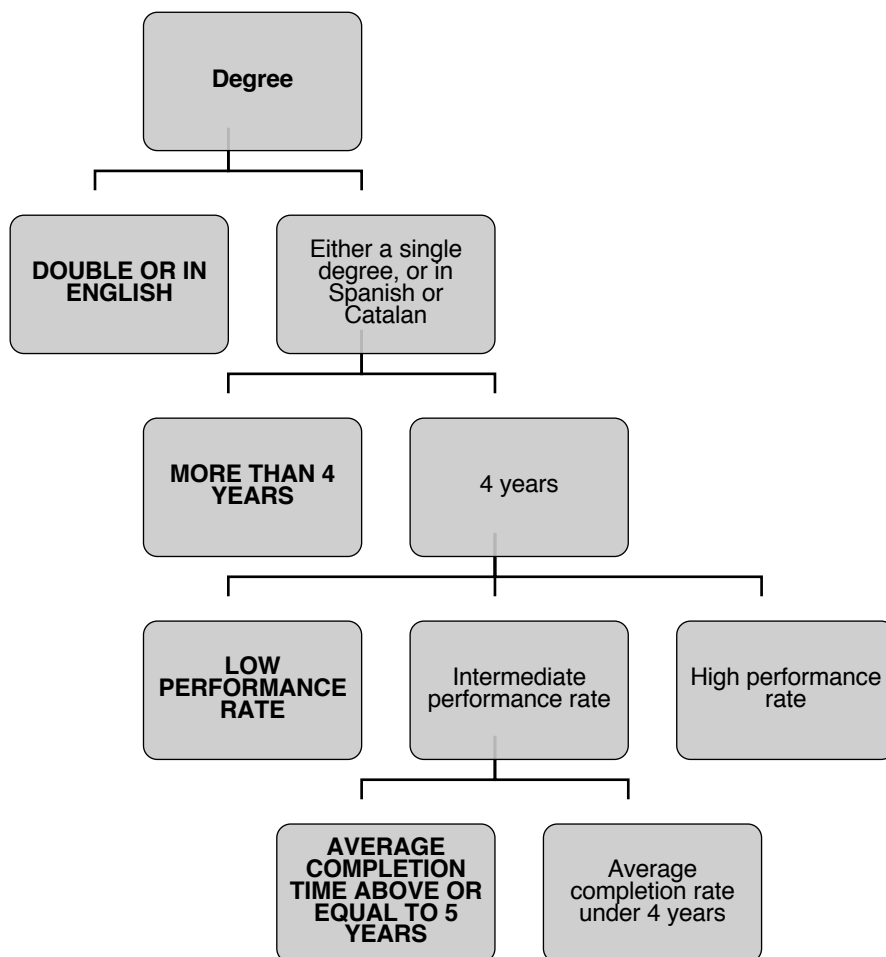 Degree
DOUBLE OR IN
ENGLISH
Either a single
degree, or in
Spanish or
Catalan
MORE THAN 4
YEARS
4 years
LOW
PERFORMANCE
RATE
Intermediate
performance rate
High performance
rate
AVERAGE
COMPLETION
TIME ABOVE OR
EQUAL TO 5
YEARS
Average
completion rate
under 4 years